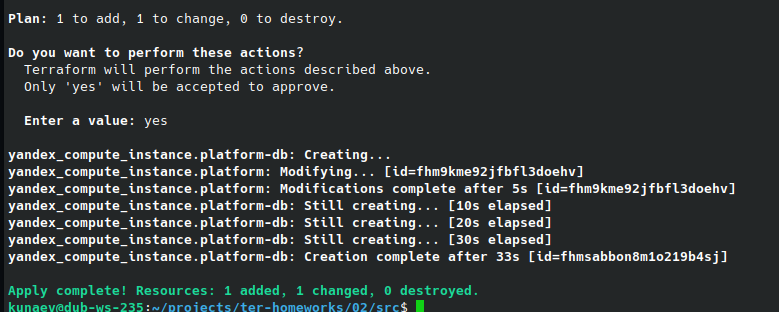 Plan: 1 to add, 1 to change, 0 to destroy.
Do you want to perform these actions?
Terraform will perform the actions described above.
Only 'yes' will be accepted to approve.
Enter a value: yes
yandex_compute_instance.platform-db: Creating...
yandex_compute_instance.platform: Modifying... [id=fhm9kme92jfbfl3doehv]
yandex_compute_instance.platform: Modifications complete after 5s [id=fhm9kme92jfbfl3doehv]
yandex_compute_instance.platform-db: Still creating... [10s elapsed]
yandex_compute_instance.platform-db: Still creating... [20s elapsed]
yandex_compute_instance.platform-db: Still creating... [30s elapsed]
yandex_compute_instance.platform-db: Creation complete after 33s [id=fhmsabbon8m1o219b4sj]
Apply complete! Resources: 1 added, 1 changed, 0 destroyed.
kunaev@dub-ws-235:~/projects/ter-homeworks/02/src$